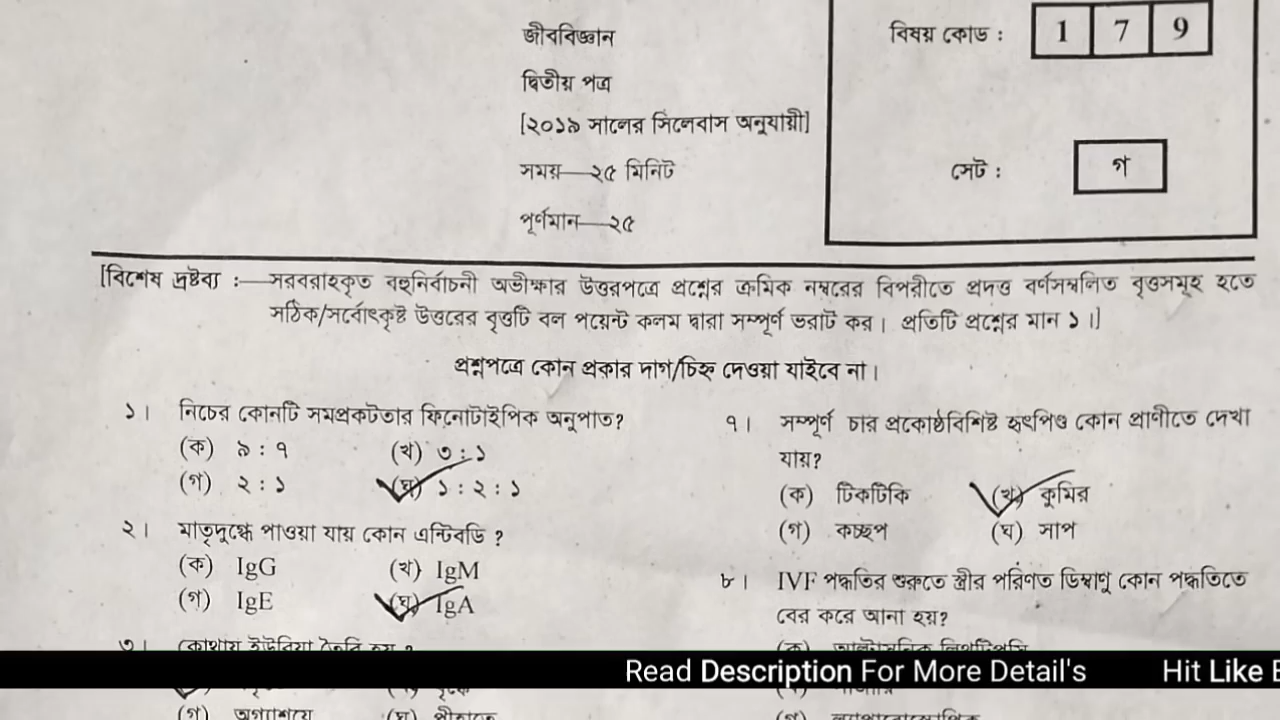 জীববিজ্ঞান
দ্বিতীয় পত্র
[২০১৯ সালের সিলেবাস অনুযায়ী]
সময়—২৫ মিনিট
পূর্ণমান—২৫
বিষয় কোড : 1 7 9
সেট : গ
[বিশেষ দ্রষ্টব্য :—সরবরাহকৃত বহুনির্বাচনী অভীক্ষার উত্তরপত্রে প্রশ্নের ক্রমিক নম্বরের বিপরীতে প্রদত্ত বর্ণসম্বলিত বৃত্তসমূহ হতে
সঠিক/সর্বোৎকৃষ্ট উত্তরের বৃত্তটি বল পয়েন্ট কলম দ্বারা সম্পূর্ণ ভরাট কর। প্রতিটি প্রশ্নের মান ১।]
প্রশ্নপত্রে কোন প্রকার দাগ/চিহ্ন দেওয়া যাইবে না।
১। নিচের কোনটি সমপ্রকটতার ফিনোটাইপিক অনুপাত?
(ক) ৯ : ৭ (খ) ৩ : ১
(গ) ২ : ১ (ঘ) ১ : ২ : ১
২। মাতৃদুগ্ধে পাওয়া যায় কোন এন্টিবডি ?
(ক) IgG (খ) IgM
(গ) IgE (ঘ) IgA
৩। কোথায় ইউরিয়া তৈরি হয় ?
(গ) অগ্ন্যাশয়ে (ঘ) প্লীহাতে
৭। সম্পূর্ণ চার প্রকোষ্ঠবিশিষ্ট হৃৎপিণ্ড কোন প্রাণীতে দেখা
যায়?
(ক) টিকটিকি (খ) কুমির
(গ) কচ্ছপ (ঘ) সাপ
৮। IVF পদ্ধতির শুরুতে স্ত্রীর পরিণত ডিম্বাণু কোন পদ্ধতিতে
বের করে আনা হয়?
(ক)
(গ) ল্যাপারোস্কোপিক
Read Description For More Detail's Hit Like